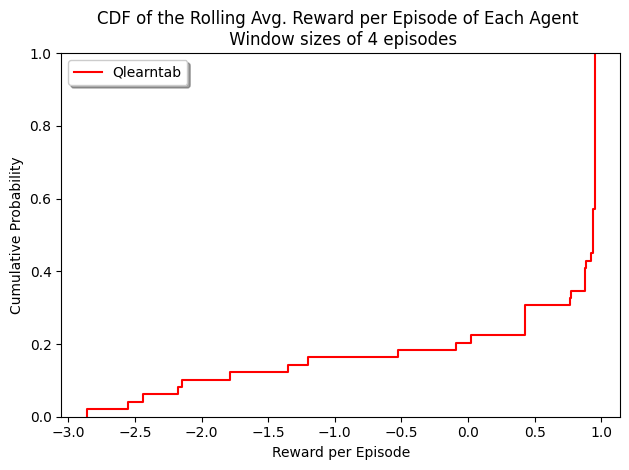 CDF of the Rolling Avg. Reward per Episode of Each Agent
Window sizes of 4 episodes
Qlearntab
1.0
0.8
0.6
0.4
0.2
0.0
Cumulative Probability
−3.0 −2.5 −2.0 −1.5 −1.0 −0.5 0.0 0.5 1.0
Reward per Episode